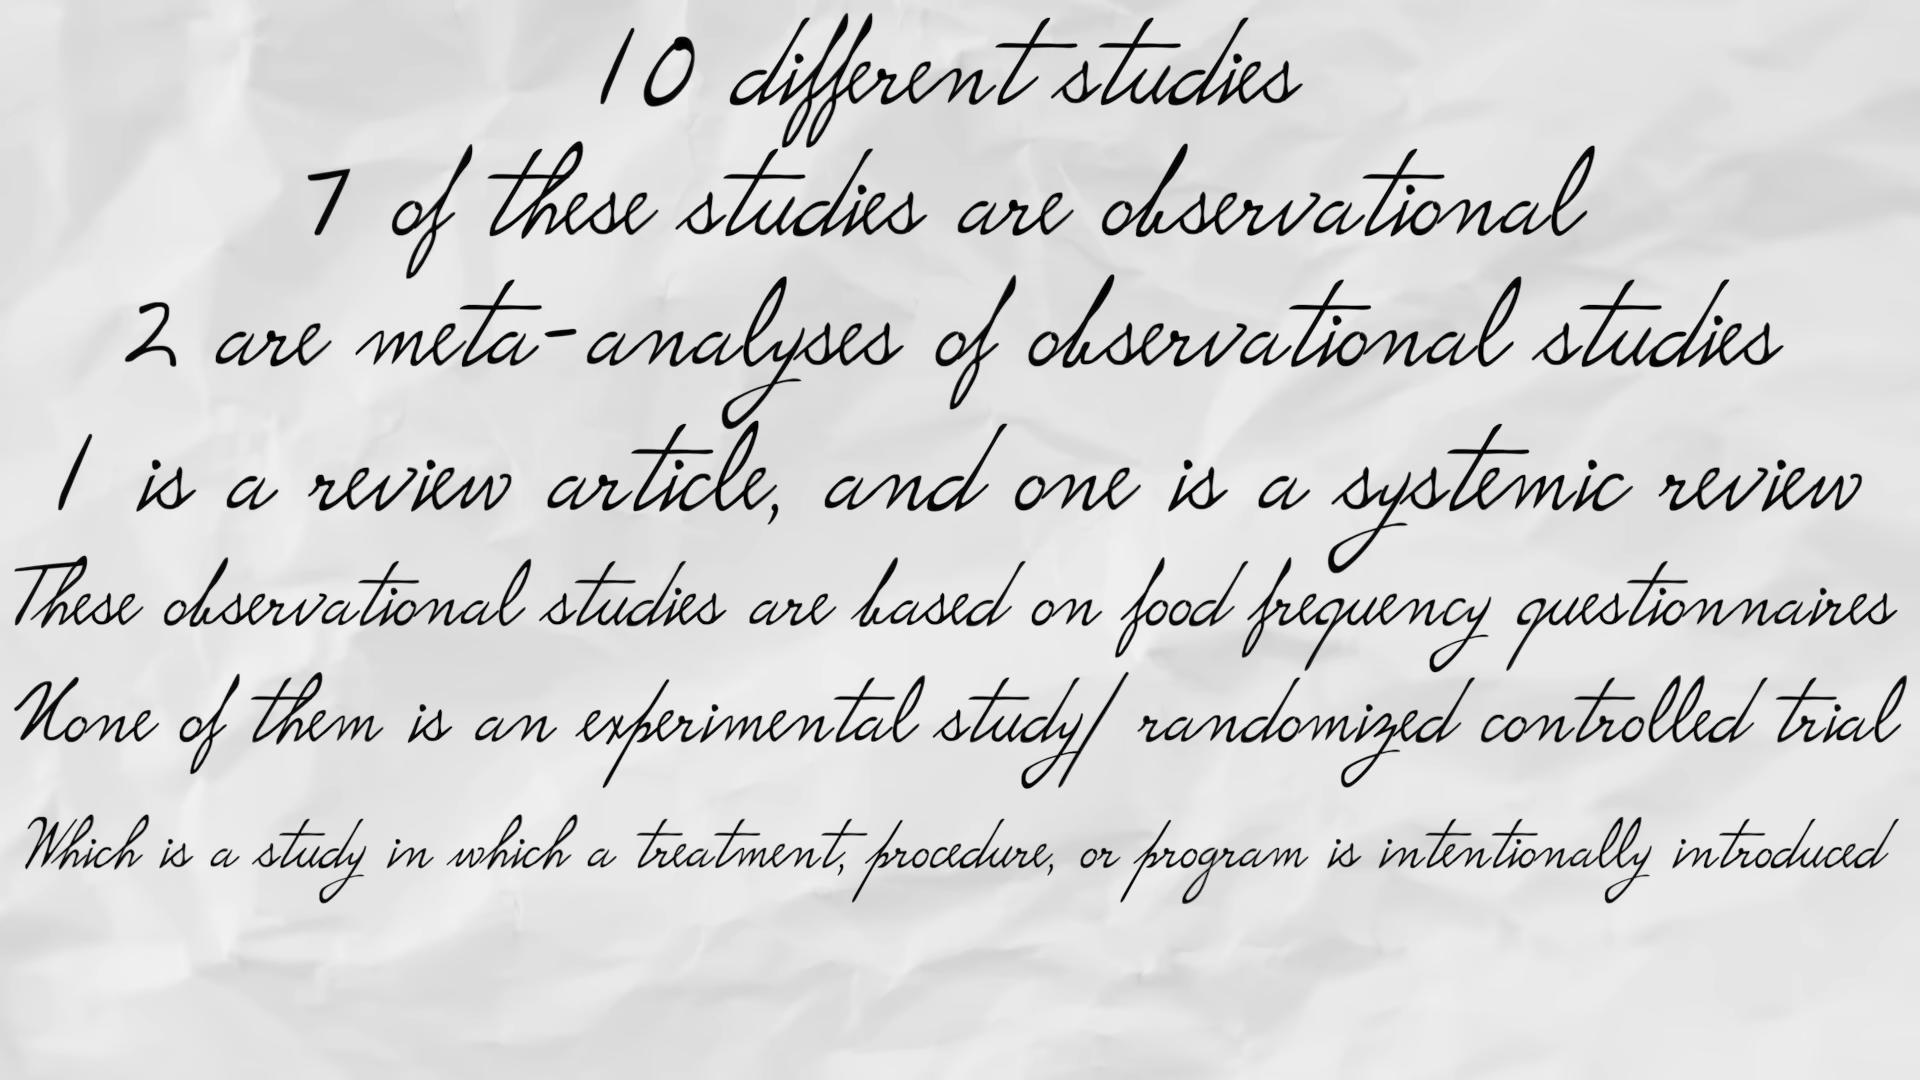 10 different studies
7 of these studies are observational
2 are meta-analyses of observational studies
1 is a review article, and one is a systemic review
These observational studies are based on food frequency questionnaires
None of them is an experimental study/ randomized controlled trial
Which is a study in which a treatment, procedure, or program is intentionally introduced